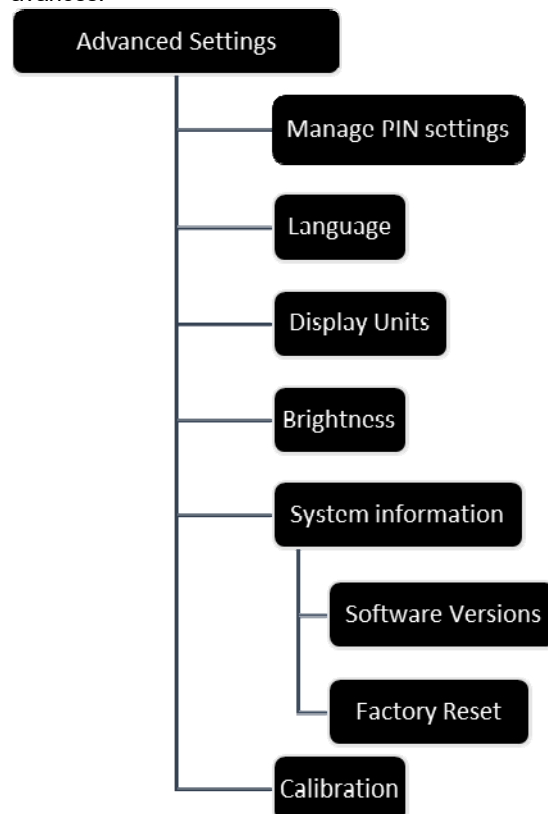 Advanced Settings
Manage PIN settings
Language
Display Units
Brightness
System information
Software Versions
Factory Reset
Calibration